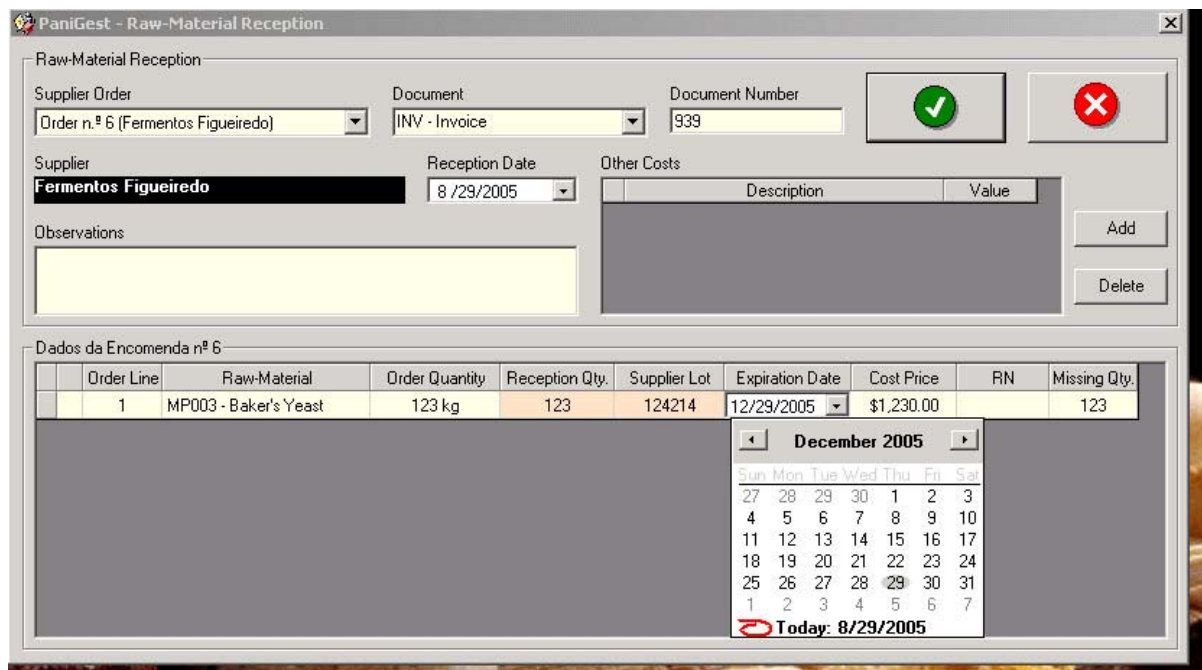 PaniGest - Raw-Material Reception
Raw-Material Reception
Supplier Order
Document
Document Number
Order n.º 6 (Fermentos Figueiredo)
INV - Invoice
939
Supplier
Reception Date
Other Costs
Fermentos Figueiredo
8 /29/2005
Description Value
Add
Observations
Delete
Dados da Encomenda nº 6
Order Line Raw-Material Order Quantity Reception Qty. Supplier Lot Expiration Date Cost Price RN Missing Qty.
1 MP003 - Baker's Yeast 123 kg 123 124214 12/29/2005 $1,230.00 123
December 2005
Sun Mon Tue Wed Thu Fri Sat
27 28 29 30 1 2 3
4 5 6 7 8 9 10
11 12 13 14 15 16 17
18 19 20 21 22 23 24
25 26 27 28 29 30 31
1 2 3 4 5 6 7
Today: 8/29/2005